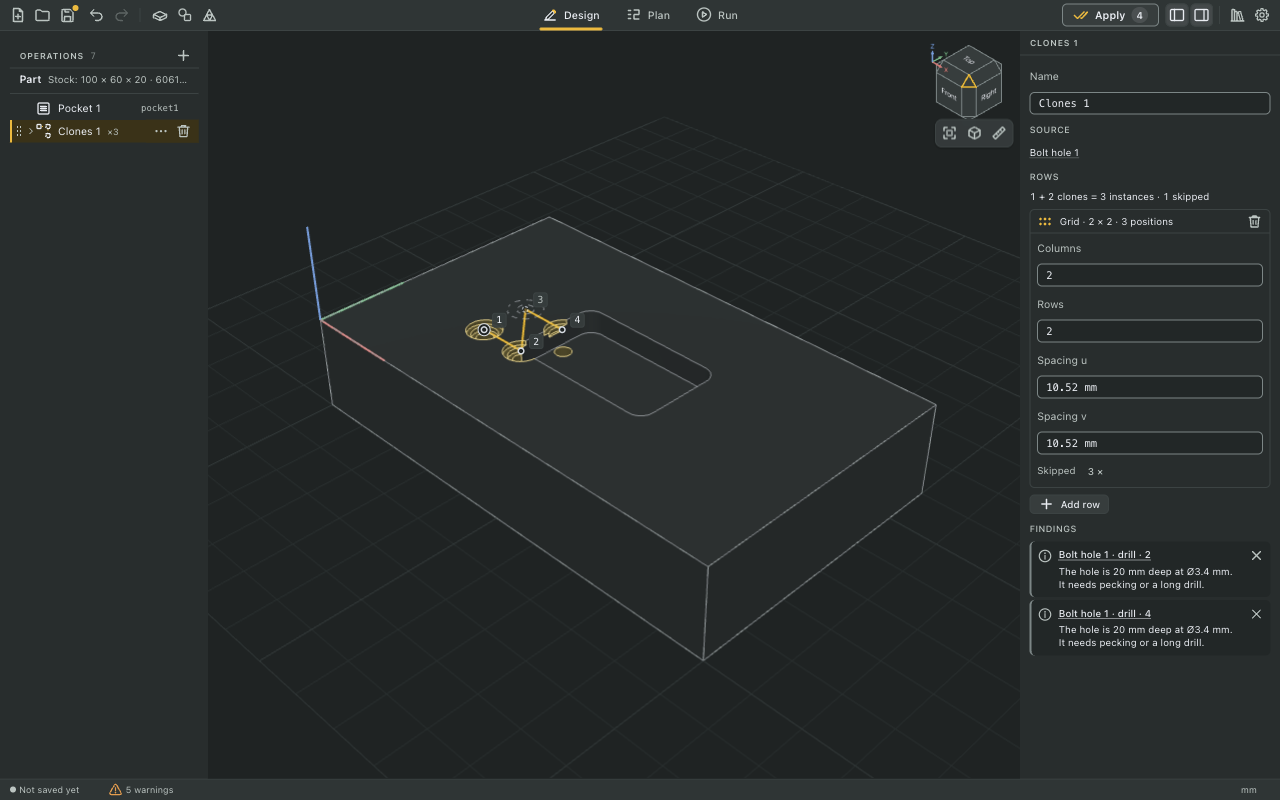 Design
Plan
Run
Apply 4
OPERATIONS 7
Part Stock: 100 × 60 × 20 · 6061...
Pocket 1 pocket1
Clones 1 ×3
Z
Y
X
Top
Front
Right
1
2
3
4
CLONES 1
Name
Clones 1
SOURCE
Bolt hole 1
ROWS
1 + 2 clones = 3 instances · 1 skipped
Grid · 2 × 2 · 3 positions
Columns
2
Rows
2
Spacing u
10.52 mm
Spacing v
10.52 mm
Skipped 3 ×
Add row
FINDINGS
Bolt hole 1 · drill · 2
The hole is 20 mm deep at Ø3.4 mm.
It needs pecking or a long drill.
Bolt hole 1 · drill · 4
The hole is 20 mm deep at Ø3.4 mm.
It needs pecking or a long drill.
Not saved yet
5 warnings
mm